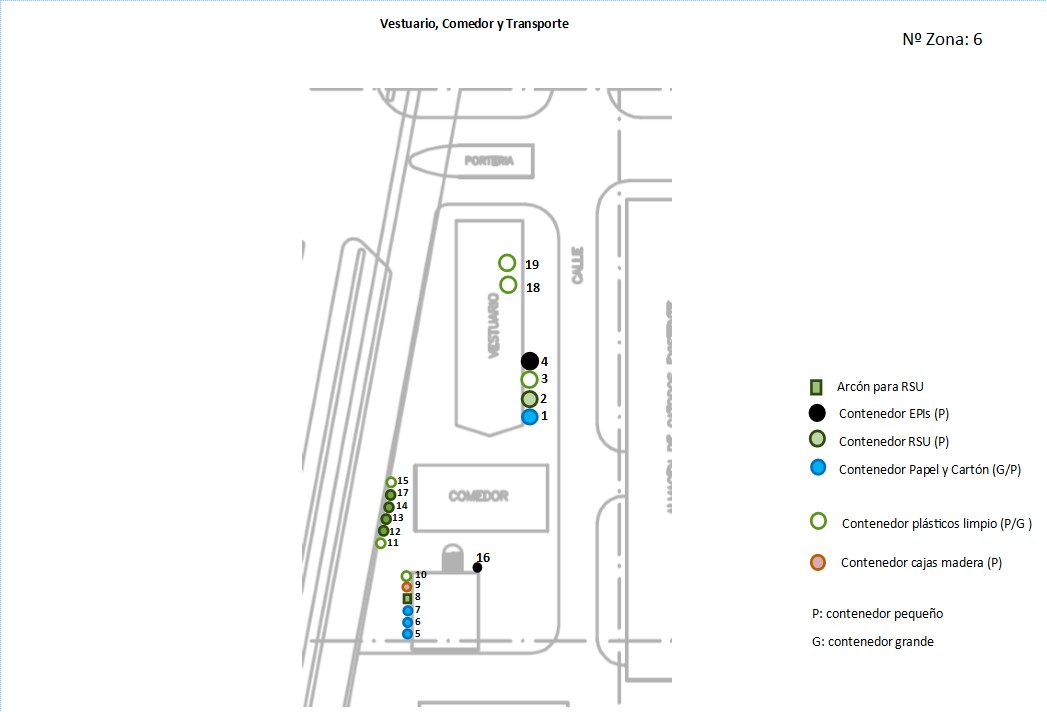 Vestuario, Comedor y Transporte
Nº Zona: 6
PORTERIA
CALLE
19
18
VESTUARIO
4
3
2
1
Arcón para RSU
Contenedor EPIs (P)
Contenedor RSU (P)
Contenedor Papel y Cartón (G/P)
Contenedor plásticos limpio (P/G )
Contenedor cajas madera (P)
P: contenedor pequeño
G: contenedor grande
COMEDOR
15
17
14
13
12
11
16
10
9
8
7
6
5